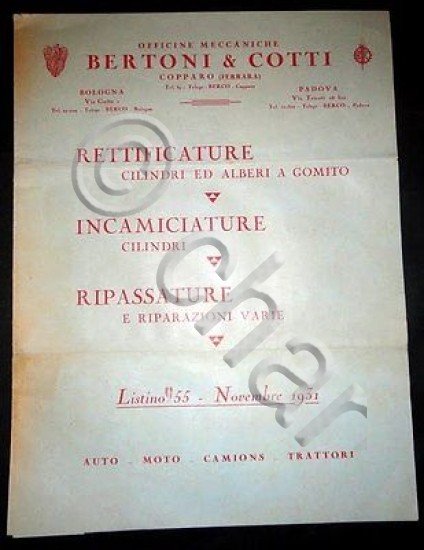 OFFICINE MECCANICHE
BERTONI & COTTI
COPPARO (FERRARA)
BOLOGNA
PADOVA
RETTIFICATURE
CILINDRI ED ALBERI A GOMITO
INCAMICIATURE
CILINDRI
RIPASSATURE
E RIPARAZIONI VARIE
Listino 55 - Novembre 1931
AUTO - MOTO - CAMIONS - TRATTORI
© char